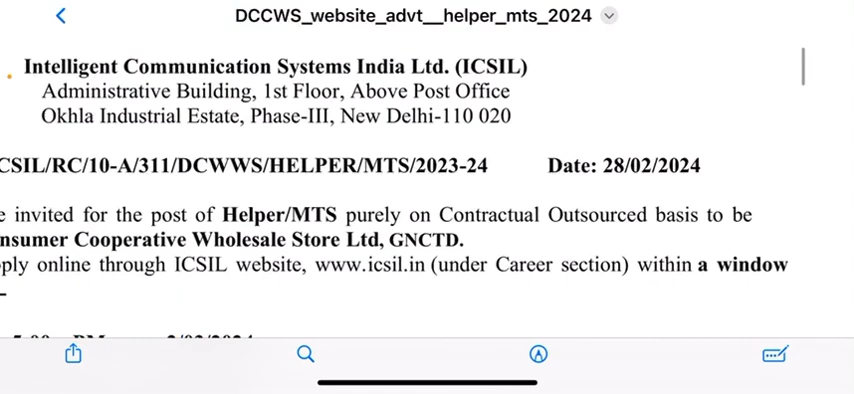 DCCWS_website_advt__helper_mts_2024
Intelligent Communication Systems India Ltd. (ICSIL)
Administrative Building, 1st Floor, Above Post Office
Okhla Industrial Estate, Phase-III, New Delhi-110 020
CSIL/RC/10-A/311/DCWWS/HELPER/MTS/2023-24 Date: 28/02/2024
e invited for the post of Helper/MTS purely on Contractual Outsourced basis to be
nsumer Cooperative Wholesale Store Ltd, GNCTD.
ply online through ICSIL website, www.icsil.in (under Career section) within a window